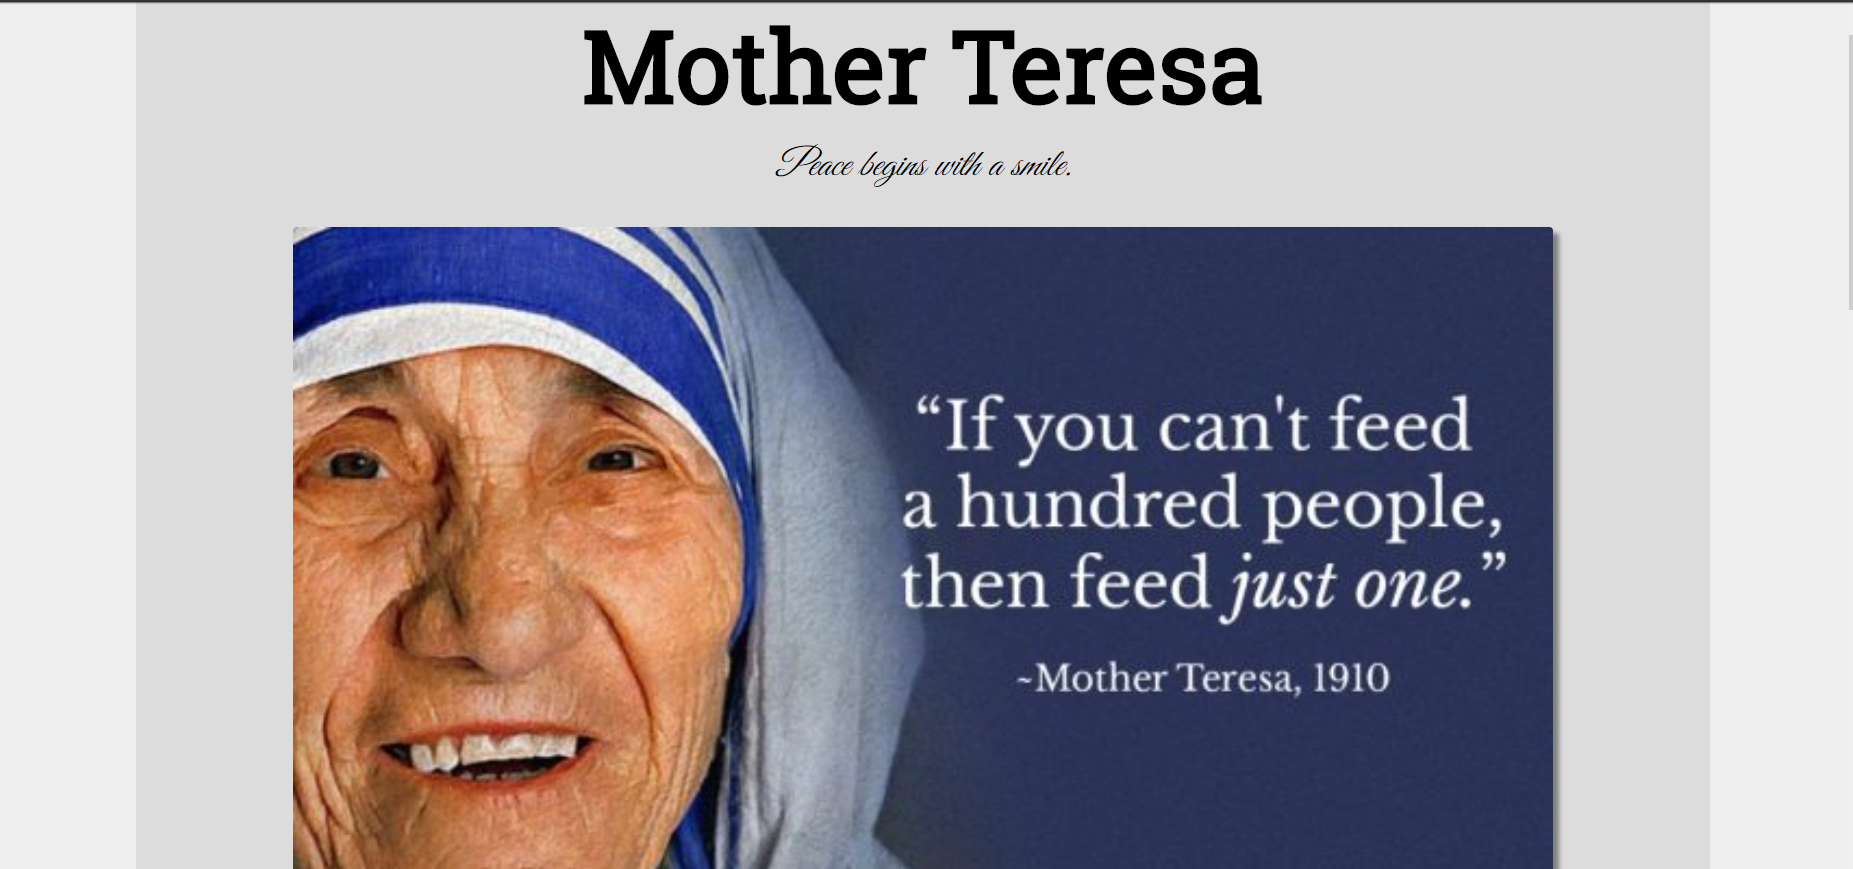 Mother Teresa
Peace begins with a smile.
“If you can't feed
a hundred people,
then feed just one.”
~Mother Teresa, 1910